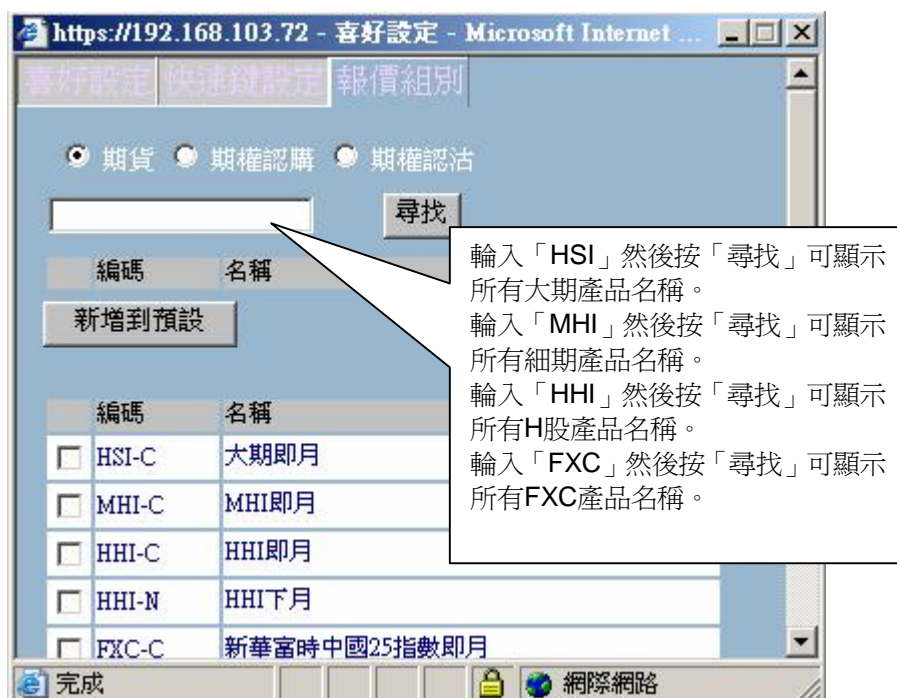 https://192.168.103.72 - 喜好設定 - Microsoft Internet ...
喜好設定 快速鍵設定 報價組別
期貨 期權認購 期權認沽
尋找
編碼 名稱
新增到預設
輪入「HSI」然後按「尋找」可顯示
所有大期產品名稱。
輪入「MHI」然後按「尋找」可顯示
所有細期產品名稱。
輪入「HHI」然後按「尋找」可顯示
所有H股產品名稱。
輪入「FXC」然後按「尋找」可顯示
所有FXC產品名稱。
編碼 名稱
HSI-C 大期即月
MHI-C MHI即月
HHI-C HHI即月
HHI-N HHI下月
FXC-C 新華富時中國25指數即月
完成 網際網路